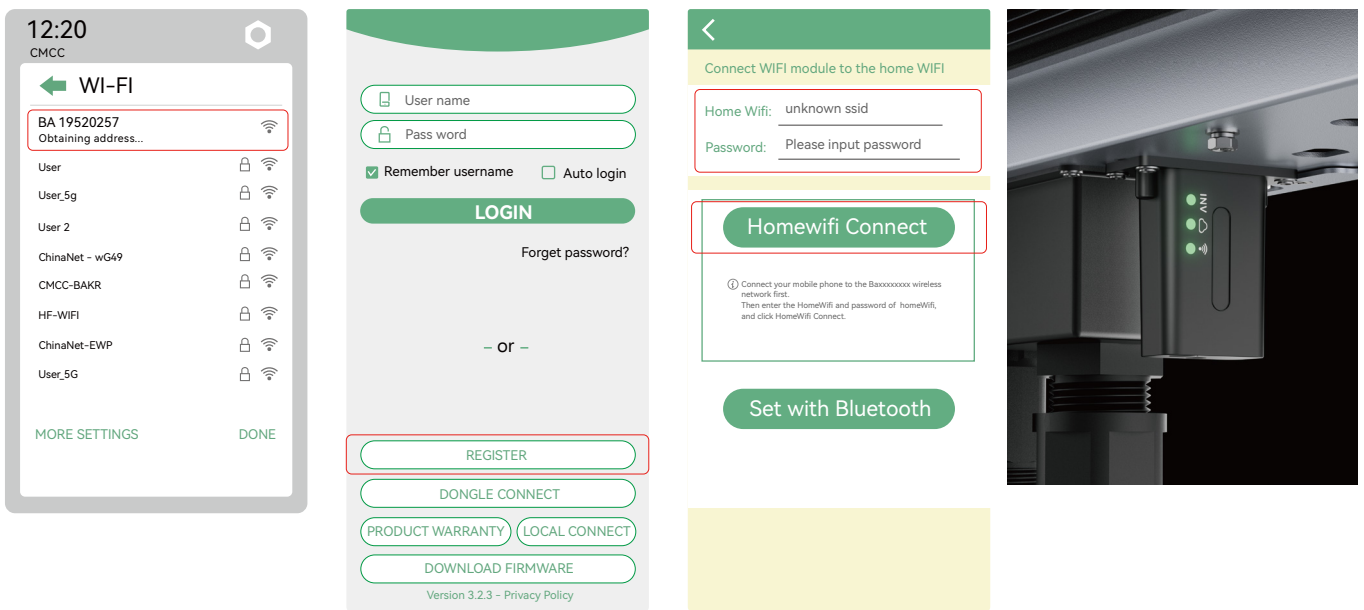 12:20
CMCC
WI-FI
BA 19520257
Obtaining address...
User
User_5g
User 2
ChinaNet - wG49
CMCC-BAKR
HF-WIFI
ChinaNet-EWP
User_5G
MORE SETTINGS
DONE
User name
Pass word
Remember username
Auto login
LOGIN
Forget password?
– or –
REGISTER
DONGLE CONNECT
PRODUCT WARRANTY
LOCAL CONNECT
DOWNLOAD FIRMWARE
Version 3.2.3 – Privacy Policy
Connect WIFI module to the home WIFI
Home Wifi: unknown ssid
Password: Please input password
Homewifi Connect
Connect your mobile phone to the Baxxxxxxxx wireless
network first.
Then enter the HomeWifi and password of homeWifi,
and click HomeWifi Connect.
Set with Bluetooth
INV